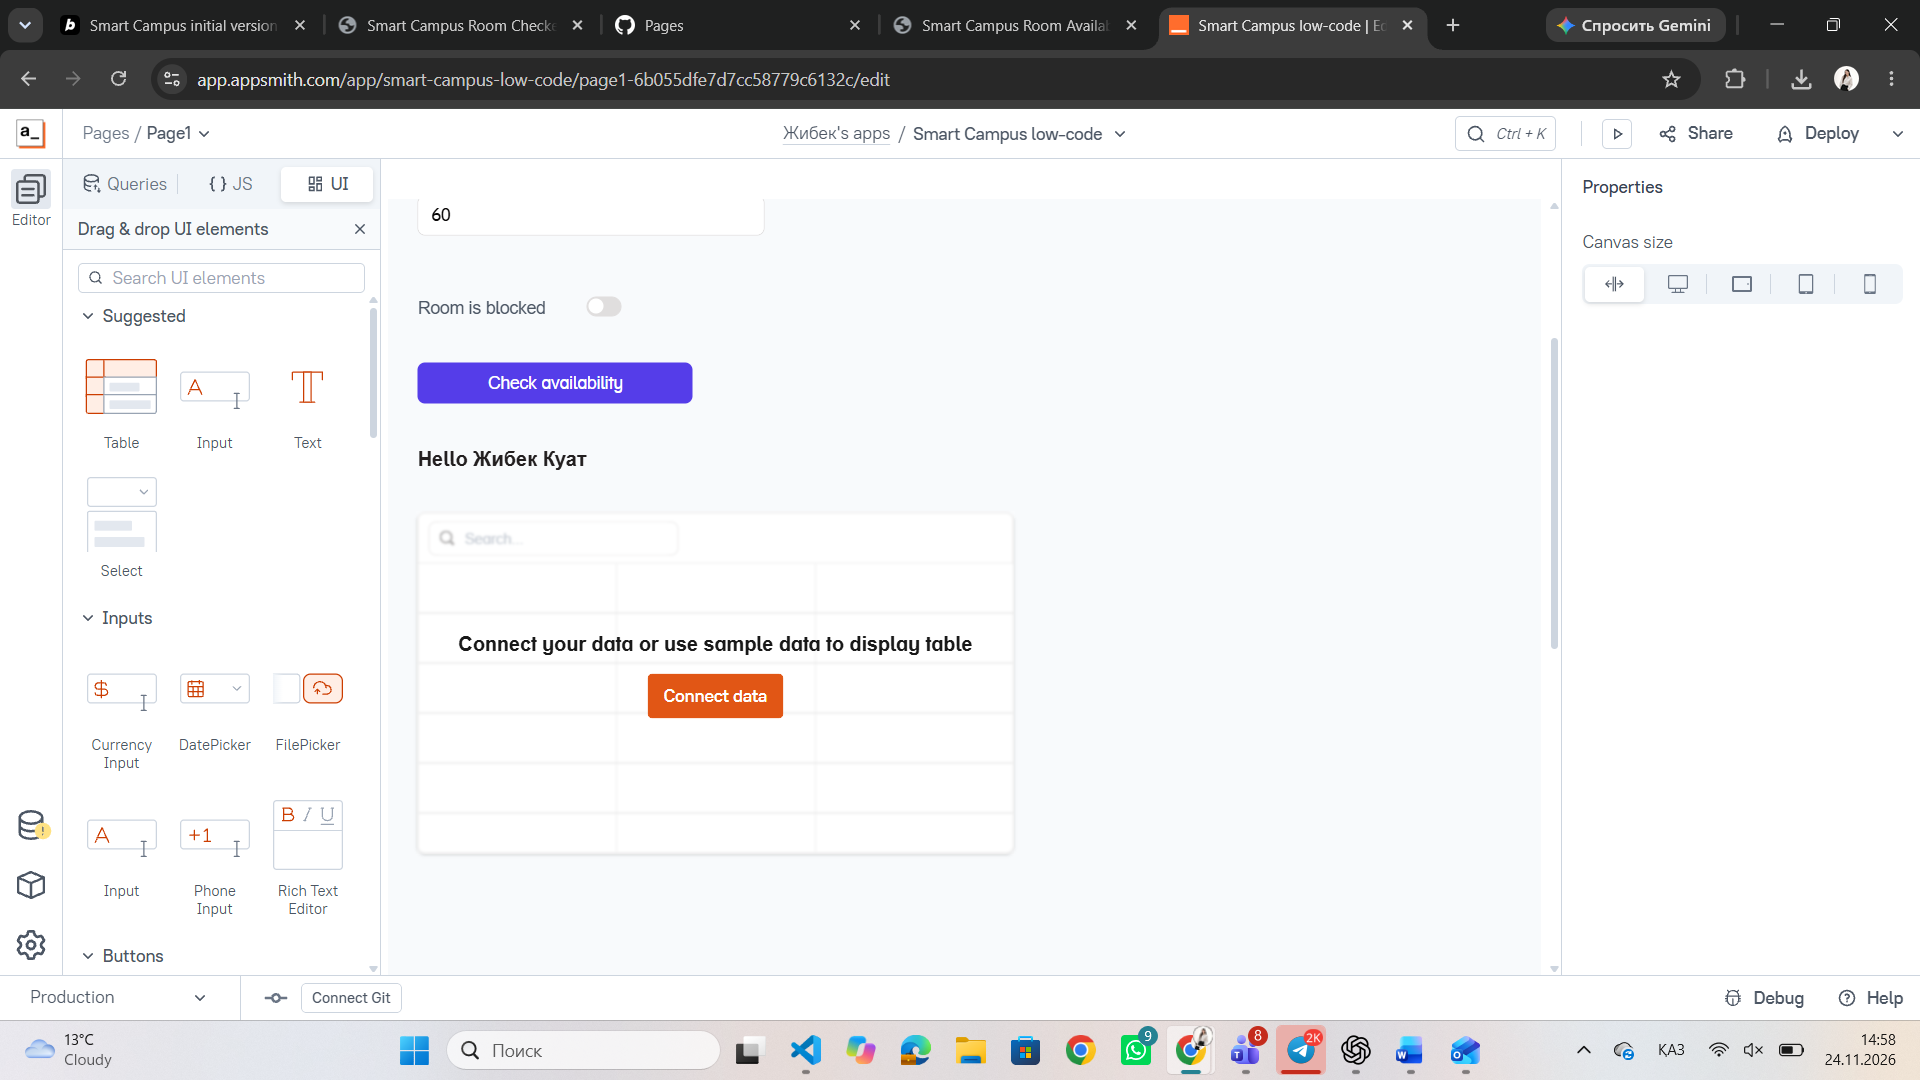 Smart Campus initial version
Smart Campus Room Checke
Pages
Smart Campus Room Availab
Smart Campus low-code | Ed
Спросить Gemini
app.appsmith.com/app/smart-campus-low-code/page1-6b055dfe7d7cc58779c6132c/edit
a_
Pages / Page1
Жибек's apps / Smart Campus low-code
Ctrl + K
Share
Deploy
Editor
Queries
{} JS
UI
Drag & drop UI elements
Search UI elements
Suggested
Table
Input
Text
Select
Inputs
Currency Input
DatePicker
FilePicker
Input
+1
Phone Input
B I U
Rich Text Editor
Buttons
60
Room is blocked
Check availability
Hello Жибек Куат
Search...
Connect your data or use sample data to display table
Connect data
Properties
Canvas size
Production
Connect Git
Debug
Help
13°C
Cloudy
Поиск
9
8
2K
ҚАЗ
14:58
24.11.2026